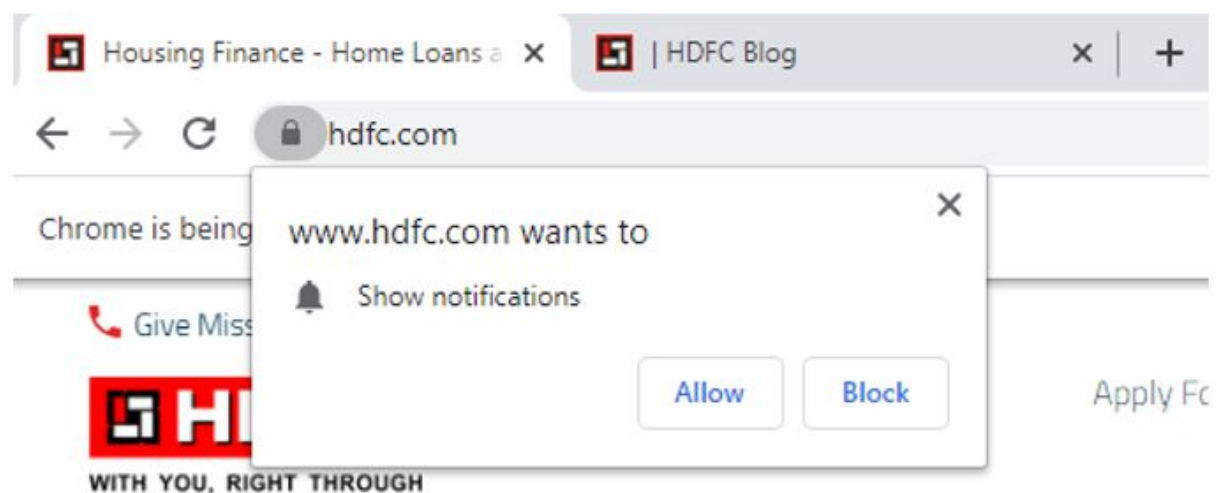 Housing Finance - Home Loans a
| HDFC Blog
hdfc.com
Chrome is being
www.hdfc.com wants to
Show notifications
Give Miss
Allow
Block
Apply Fo
H
WITH YOU, RIGHT THROUGH